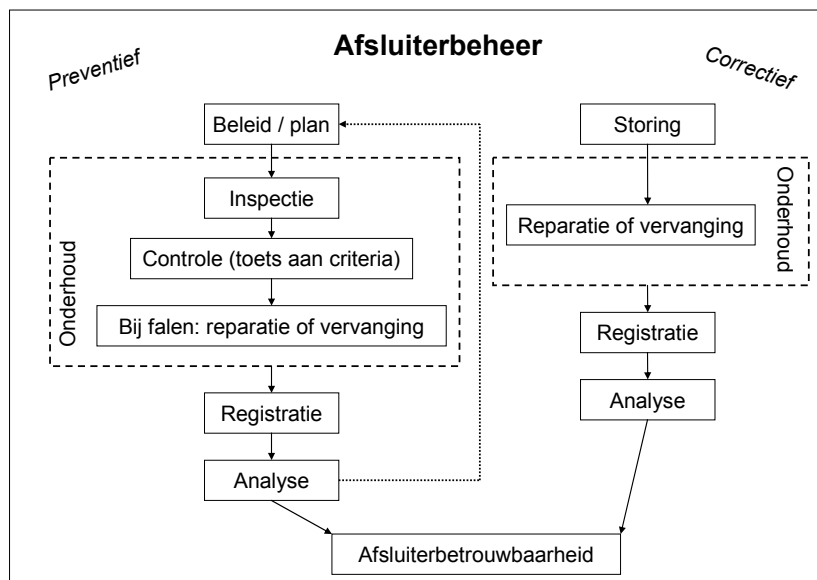 Afsluiterbeheer
Preventief
Correctief
Beleid / plan
Inspectie
Controle (toets aan criteria)
Bij falen: reparatie of vervanging
Onderhoud
Registratie
Analyse
Storing
Reparatie of vervanging
Onderhoud
Registratie
Analyse
Afsluiterbetrouwbaarheid